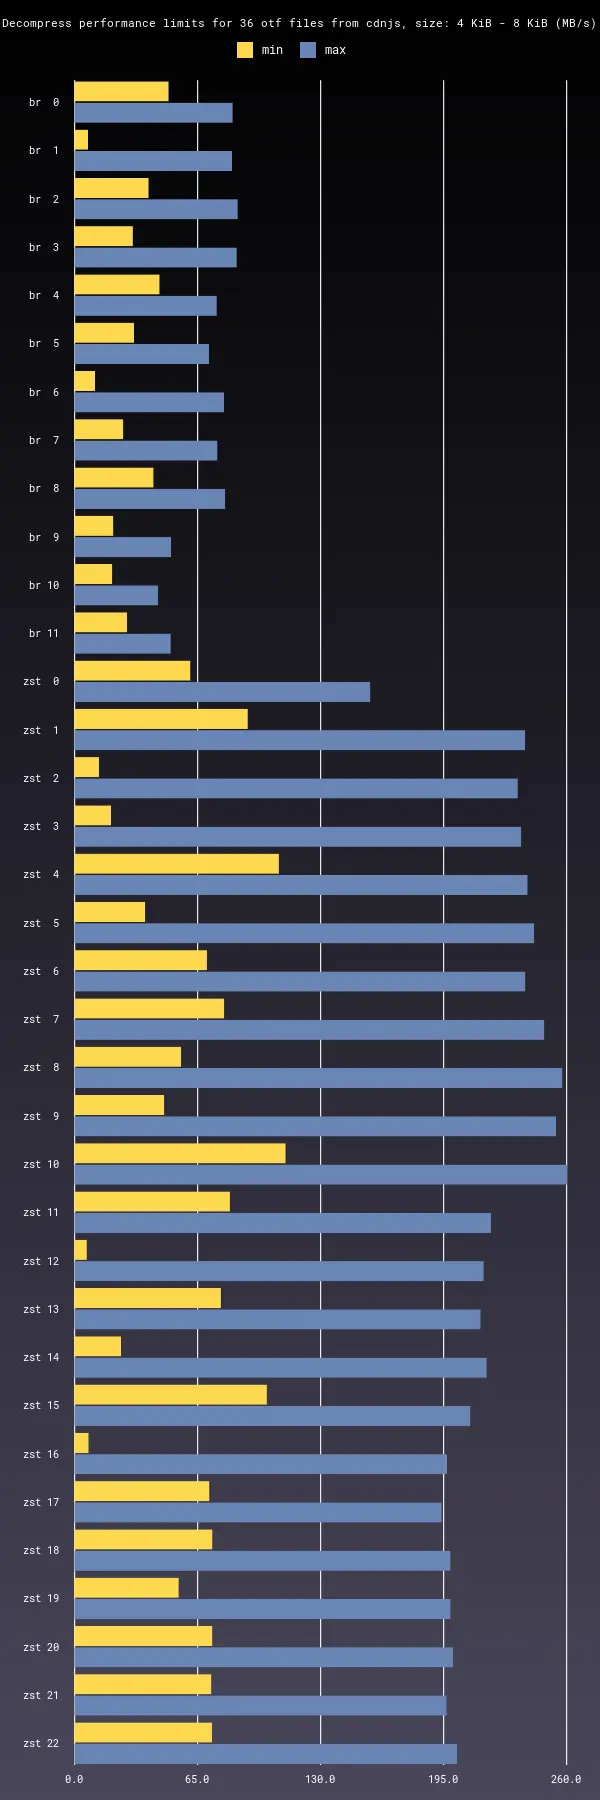 Decompress performance limits for 36 otf files from cdnjs, size: 4 KiB - 8 KiB (MB/s)
min max
br 0
br 1
br 2
br 3
br 4
br 5
br 6
br 7
br 8
br 9
br 10
br 11
zst 0
zst 1
zst 2
zst 3
zst 4
zst 5
zst 6
zst 7
zst 8
zst 9
zst 10
zst 11
zst 12
zst 13
zst 14
zst 15
zst 16
zst 17
zst 18
zst 19
zst 20
zst 21
zst 22
0.0 65.0 130.0 195.0 260.0